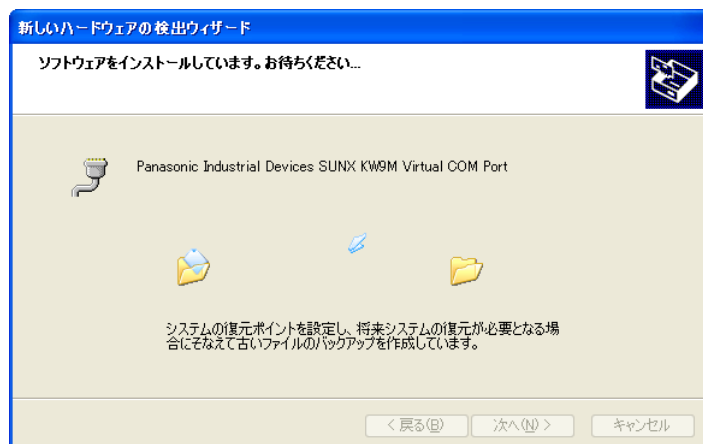 新しいハードウェアの検出ウィザード
ソフトウェアをインストールしています。お待ちください...
Panasonic Industrial Devices SUNX KW9M Virtual COM Port
システムの復元ポイントを設定し、将来システムの復元が必要となる場
合にそなえて古いファイルのバックアップを作成しています。
< 戻る(B) 次へ(N) > キャンセル